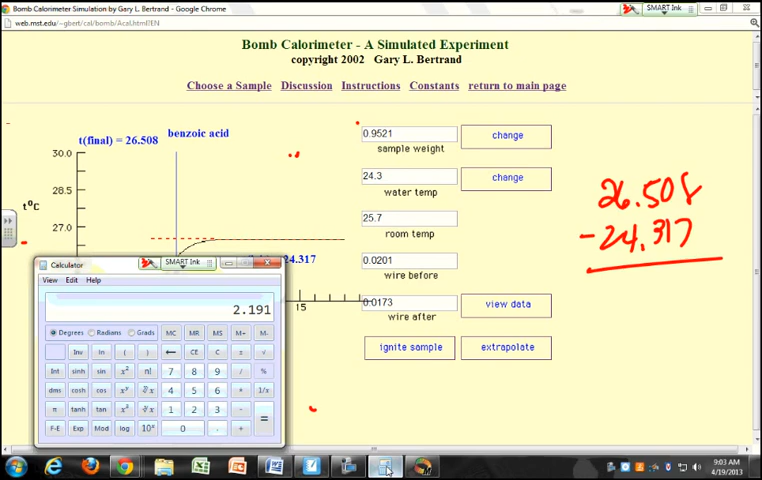 Bomb Calorimeter Simulation by Gary L. Bertrand - Google Chrome
SMART Ink
web.mst.edu/~gbert/cal/bomb/Acal.html?EN
Bomb Calorimeter - A Simulated Experiment
copyright 2002 Gary L. Bertrand
Choose a Sample Discussion Instructions Constants return to main page
t(final) = 26.508
benzoic acid
30.0
28.5
t°C
27.0
24.317
15
0.9521
change
sample weight
24.3
change
water temp
25.7
room temp
0.0201
wire before
0.0173
view data
wire after
ignite sample
extrapolate
26.508
-24.317
Calculator
SMART Ink
View Edit Help
2.191
Degrees Radians Grads MC MR MS M+ M-
Inv ln ( ) ← CE C ± √
Int sinh sin x² n! 7 8 9 / %
dms cosh cos xʸ ʸ√x 4 5 6 * 1/x
π tanh tan x³ ³√x 1 2 3 - =
F-E Exp Mod log 10ˣ 0 . +
9:03 AM
4/19/2013